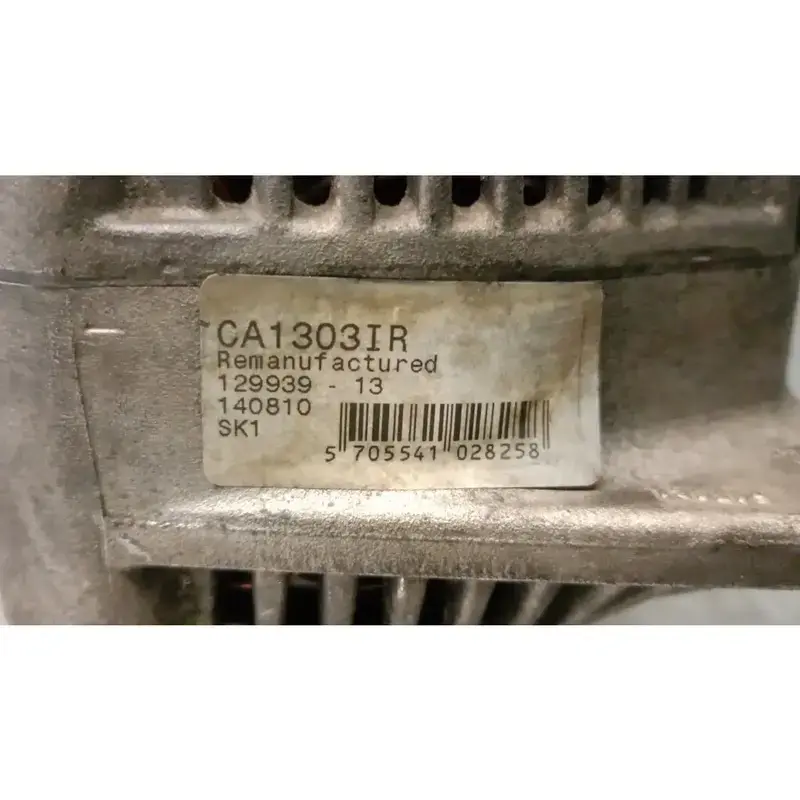 CA1303IR
Remanufactured
129939 - 13
140810
SK1
5 705541 028258